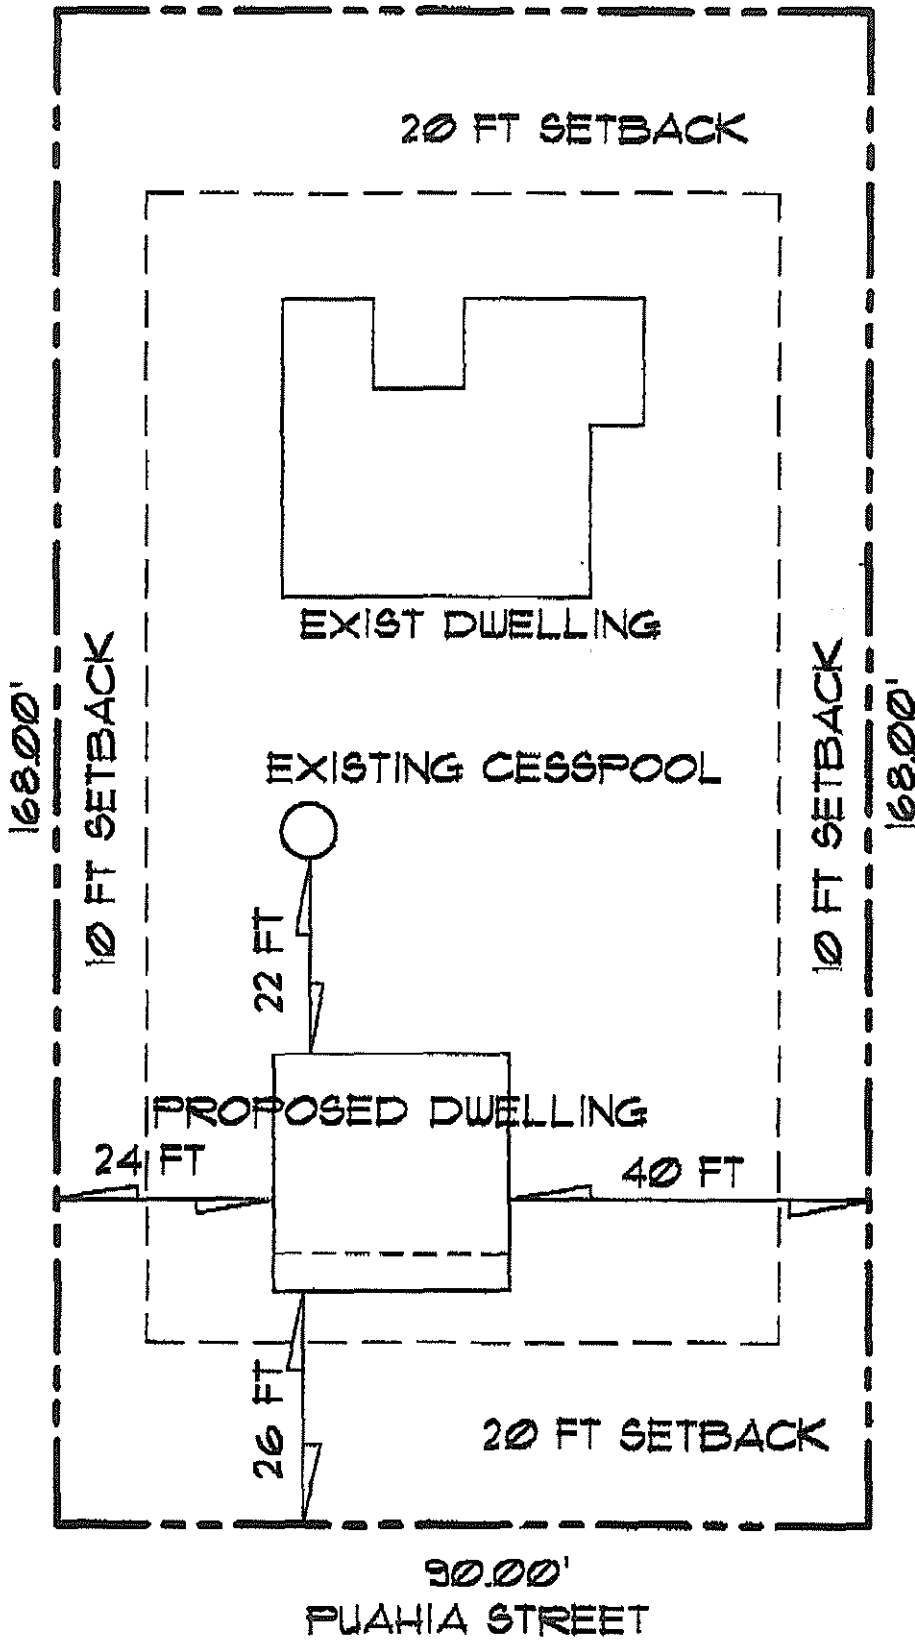 20 FT SETBACK
EXIST DWELLING
168.00'
10 FT SETBACK
10 FT SETBACK
168.00'
EXISTING CESSPOOL
22 FT
PROPOSED DWELLING
24 FT
40 FT
26 FT
20 FT SETBACK
90.00'
PUAHIA STREET